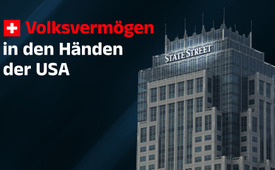 Volksvermögen
in den Händen
der USA
STATE STREET